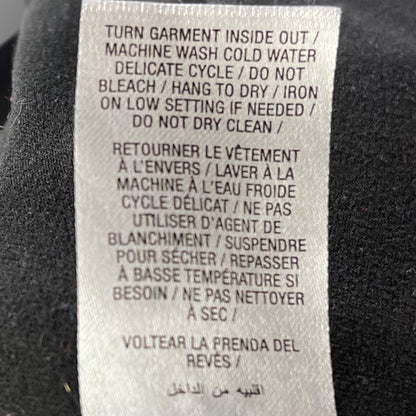 TURN GARMENT INSIDE OUT /
MACHINE WASH COLD WATER
DELICATE CYCLE / DO NOT
BLEACH / HANG TO DRY / IRON
ON LOW SETTING IF NEEDED /
DO NOT DRY CLEAN /
RETOURNER LE VÊTEMENT
À L'ENVERS / LAVER À LA
MACHINE À L'EAU FROIDE
CYCLE DÉLICAT / NE PAS
UTILISER D'AGENT DE
BLANCHIMENT / SUSPENDRE
POUR SÉCHER / REPASSER
À BASSE TEMPÉRATURE SI
BESOIN / NE PAS NETTOYER
À SEC /
VOLTEAR LA PRENDA DEL
REVÉS /
اقلبيه من الداخل